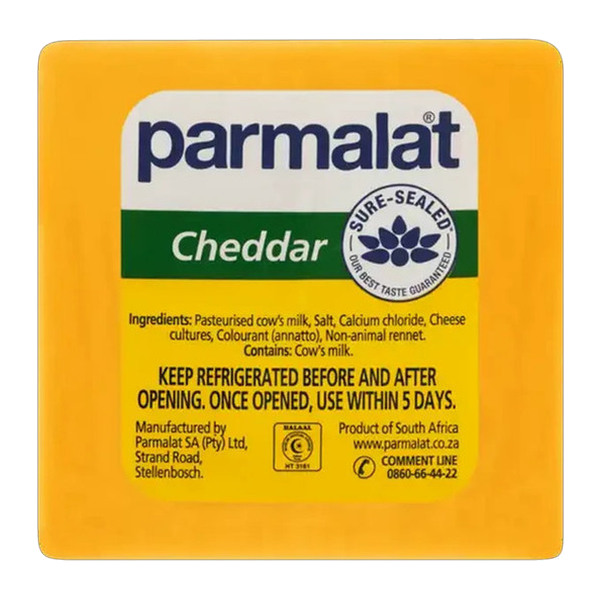 parmalat®
SURE-SEALED
OUR BEST TASTE GUARANTEED
Cheddar
Ingredients: Pasteurised cow's milk, Salt, Calcium chloride, Cheese
cultures, Colourant (annatto), Non-animal rennet.
Contains: Cow's milk.
KEEP REFRIGERATED BEFORE AND AFTER
OPENING. ONCE OPENED, USE WITHIN 5 DAYS.
Manufactured by
Parmalat SA (Pty) Ltd,
Strand Road,
Stellenbosch.
HALAAL
HT 3161
Product of South Africa
www.parmalat.co.za
COMMENT LINE
0860-66-44-22